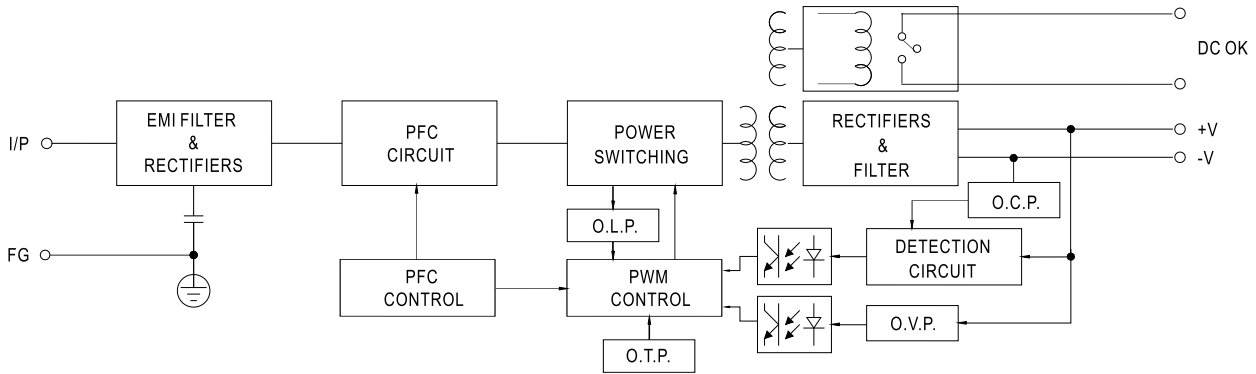 DC OK
I/P
EMI FILTER
&
RECTIFIERS
PFC
CIRCUIT
POWER
SWITCHING
RECTIFIERS
&
FILTER
+V
-V
O.C.P.
O.L.P.
FG
DETECTION
CIRCUIT
PFC
CONTROL
PWM
CONTROL
O.V.P.
O.T.P.